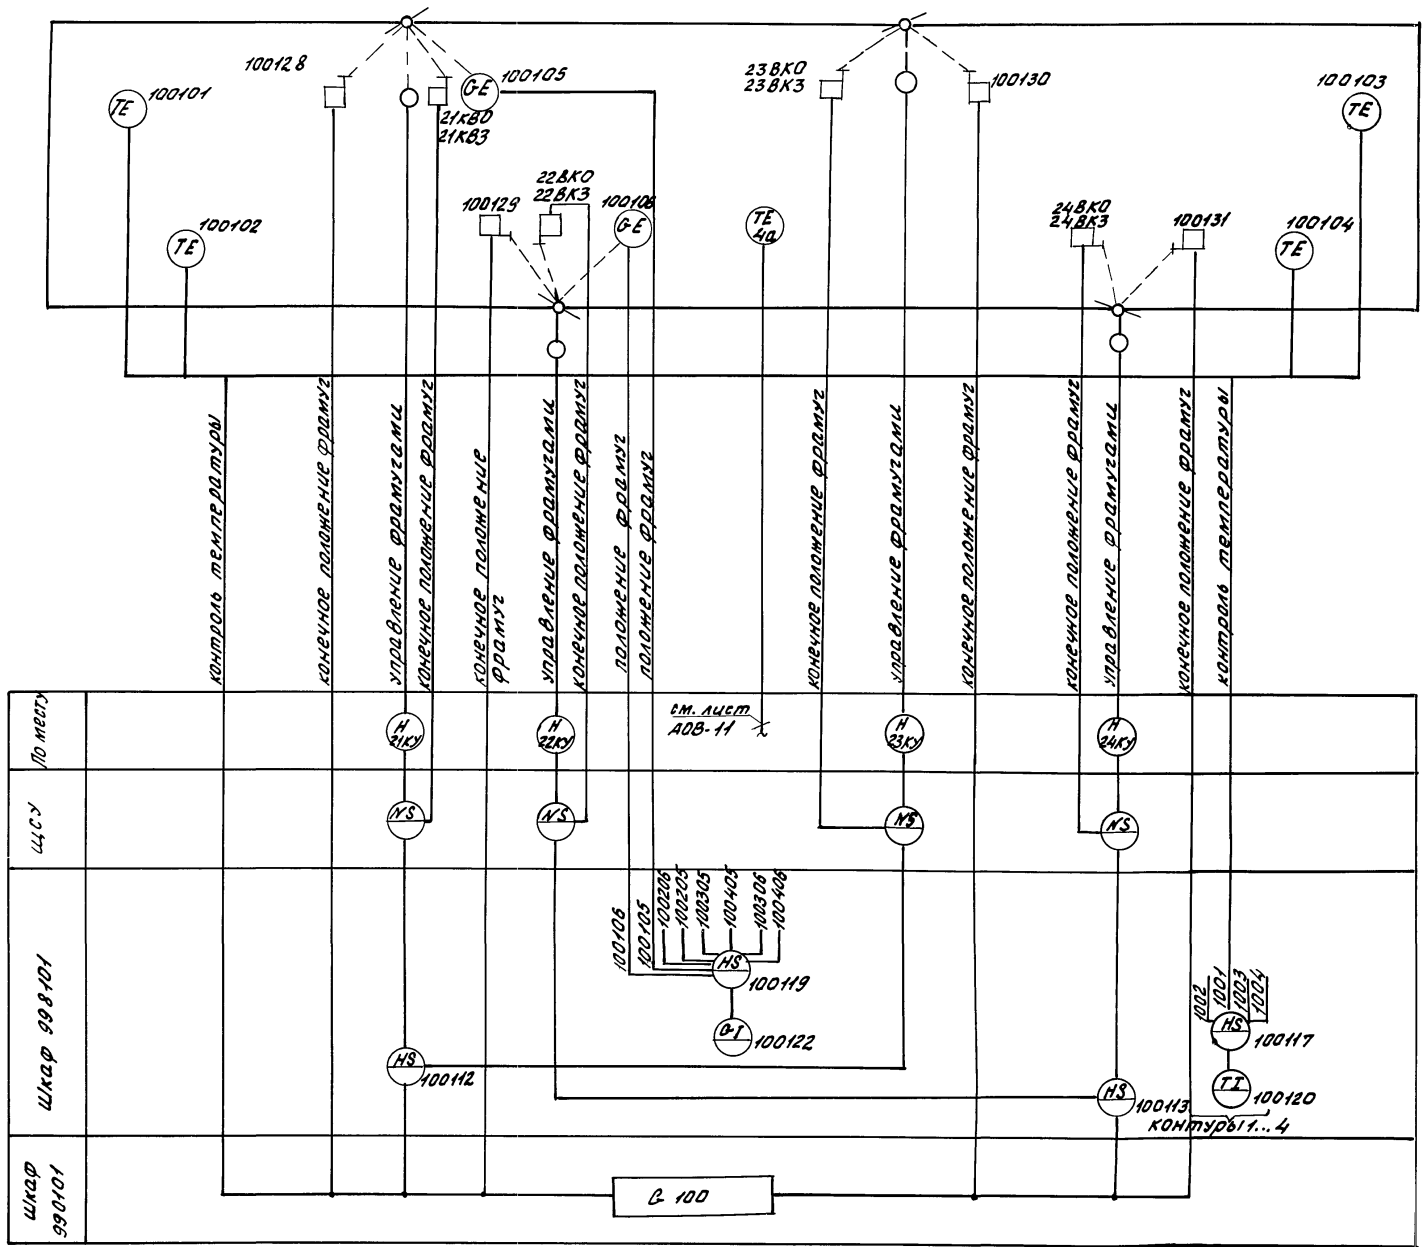 100128
GE
100105
23ВКО
23ВКЗ
100130
100103
TE
100101
TE
21КВО
21КВЗ
100129
22ВКО
22ВКЗ
100106
GE
TE
4а
24ВКО
24ВКЗ
100131
100104
TE
100102
TE
контроль температуры
конечное положение фрамуг
управление фрамугами
конечное положение фрамуг
конечное положение
фрамуг
управление фрамугами
конечное положение фрамуг
положение фрамуг
положение фрамуг
конечное положение фрамуг
управление фрамугами
конечное положение фрамуг
конечное положение фрамуг
управление фрамугами
конечное положение фрамуг
контроль температуры
По месту
H
21КУ
H
22КУ
см. лист
АОВ-11
H
23КУ
H
24КУ
ЩСУ
NS
NS
NS
NS
Шкаф 998101
100106
100105
100206
100205
100305
100405
100306
100406
HS
100119
GI
100122
HS
100112
HS
100113
1002
1001
1003
1004
HS
100117
TI
100120
контуры 1...4
Шкаф
990101
G 100